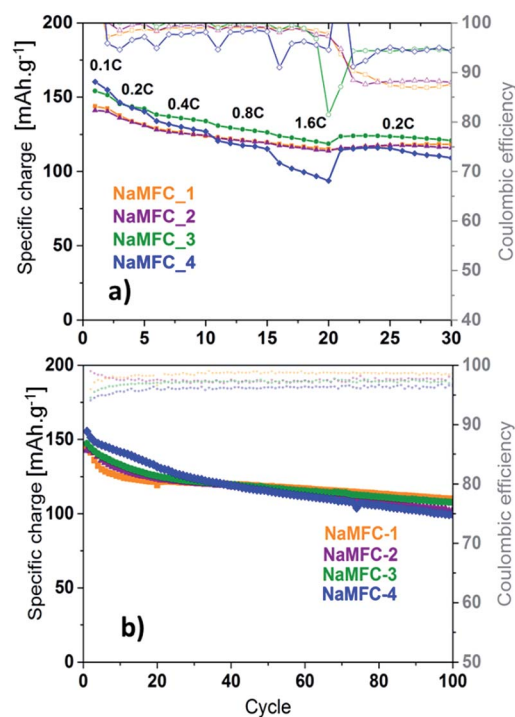 200
150
100
50
0
Specific charge [mAh.g⁻¹]
100
90
80
70
60
50
40
Coulombic efficiency
0.1C
0.2C
0.4C
0.8C
1.6C
0.2C
NaMFC_1
NaMFC_2
NaMFC_3
NaMFC_4
a)
0 5 10 15 20 25 30
200
150
100
50
0
Specific charge [mAh.g⁻¹]
100
90
80
70
60
50
Coulombic efficiency
NaMFC-1
NaMFC-2
NaMFC-3
NaMFC-4
b)
0 20 40 60 80 100
Cycle